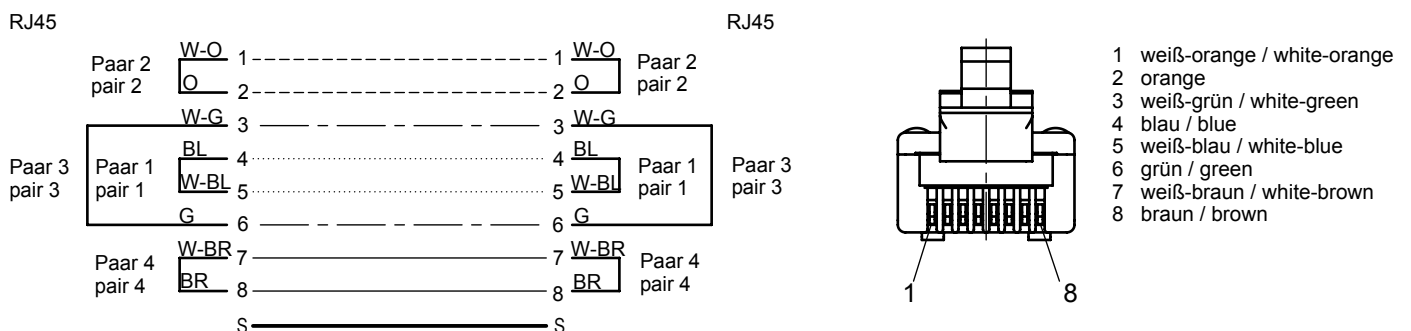 RJ45 RJ45
Paar 2
pair 2
W-O 1 1 W-O
O 2 2 O
Paar 2
pair 2
W-G 3 3 W-G
Paar 3
pair 3
Paar 1
pair 1
BL 4 4 BL
W-BL 5 5 W-BL
Paar 1
pair 1
Paar 3
pair 3
G 6 6 G
Paar 4
pair 4
W-BR 7 7 W-BR
BR 8 8 BR
Paar 4
pair 4
S S
1 8
1 weiß-orange / white-orange
2 orange
3 weiß-grün / white-green
4 blau / blue
5 weiß-blau / white-blue
6 grün / green
7 weiß-braun / white-brown
8 braun / brown